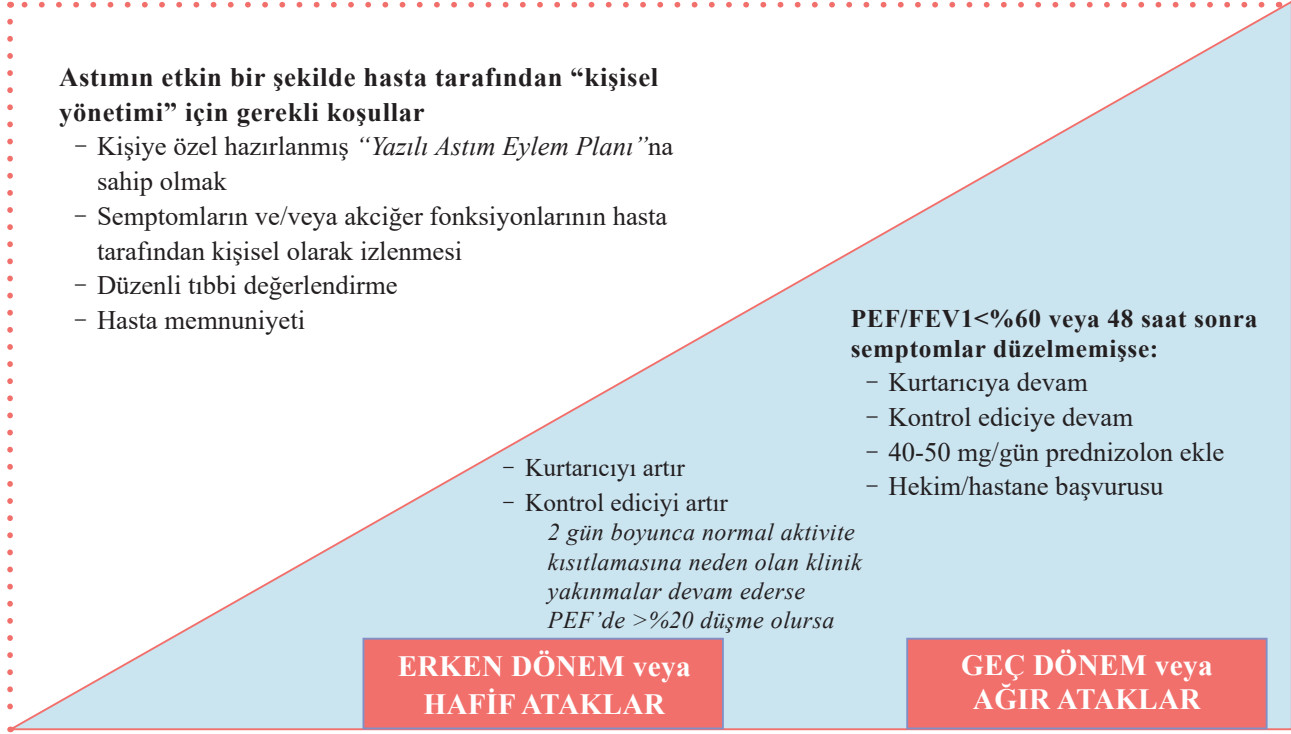 Astımın etkin bir şekilde hasta tarafından “kişisel
yönetimi” için gerekli koşullar
− Kişiye özel hazırlanmış “Yazılı Astım Eylem Planı”na
sahip olmak
− Semptomların ve/veya akciğer fonksiyonlarının hasta
tarafından kişisel olarak izlenmesi
− Düzenli tıbbi değerlendirme
− Hasta memnuniyeti
PEF/FEV1<%60 veya 48 saat sonra
semptomlar düzelmemişse:
− Kurtarıcıya devam
− Kontrol ediciye devam
− 40-50 mg/gün prednizolon ekle
− Hekim/hastane başvurusu
− Kurtarıcıyı artır
− Kontrol ediciyi artır
2 gün boyunca normal aktivite
kısıtlamasına neden olan klinik
yakınmalar devam ederse
PEF’de >%20 düşme olursa
ERKEN DÖNEM veya
HAFİF ATAKLAR
GEÇ DÖNEM veya
AĞIR ATAKLAR